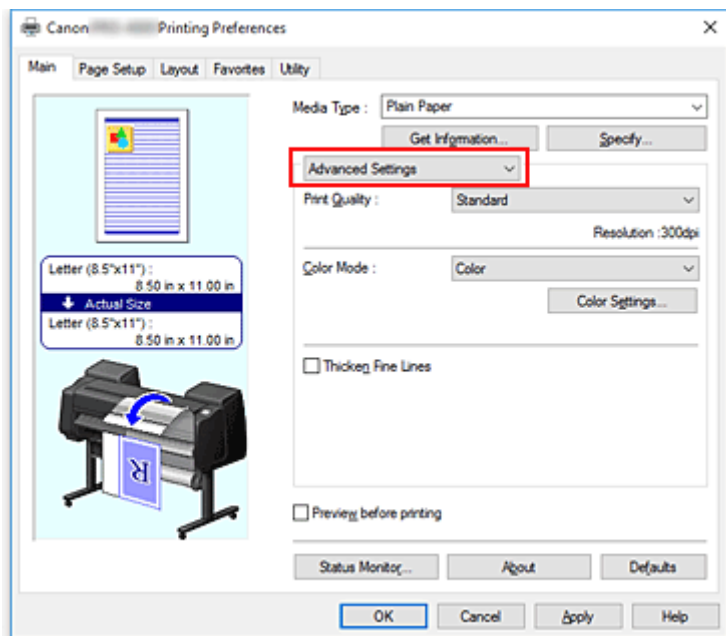 Canon Printing Preferences
Main Page Setup Layout Favorites Utility
Media Type : Plain Paper
Get Information... Specify...
Advanced Settings
Print Quality : Standard
Resolution :300dpi
Color Mode : Color
Color Settings...
Thicken Fine Lines
Letter (8.5"x11") :
8.50 in x 11.00 in
Actual Size
Letter (8.5"x11") :
8.50 in x 11.00 in
R
Preview before printing
Status Monitor... About Defaults
OK Cancel Apply Help